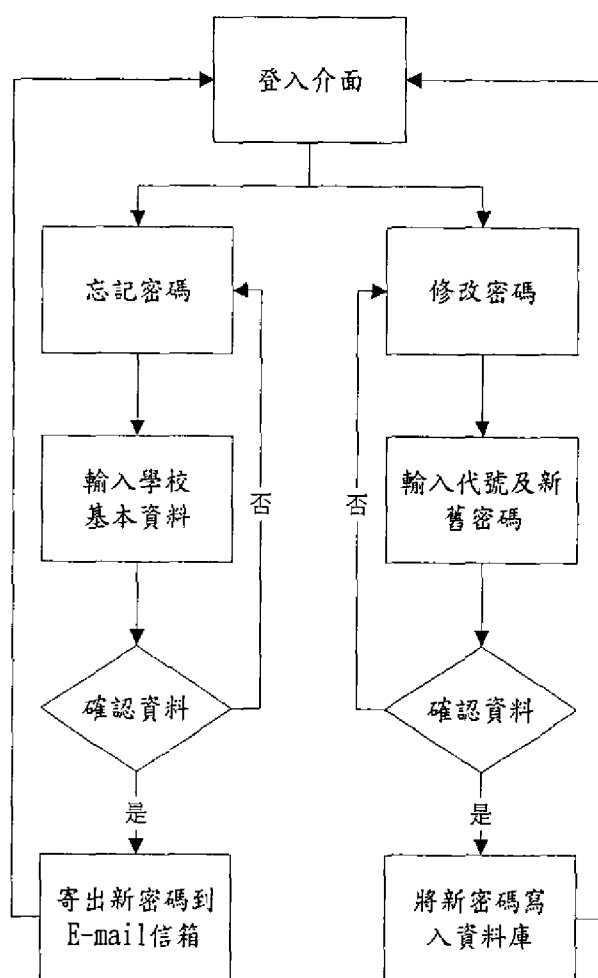 登入介面
忘記密碼
修改密碼
輸入學校
基本資料
輸入代號及新
舊密碼
否
否
確認資料
確認資料
是
是
寄出新密碼到
E-mail信箱
將新密碼寫
入資料庫